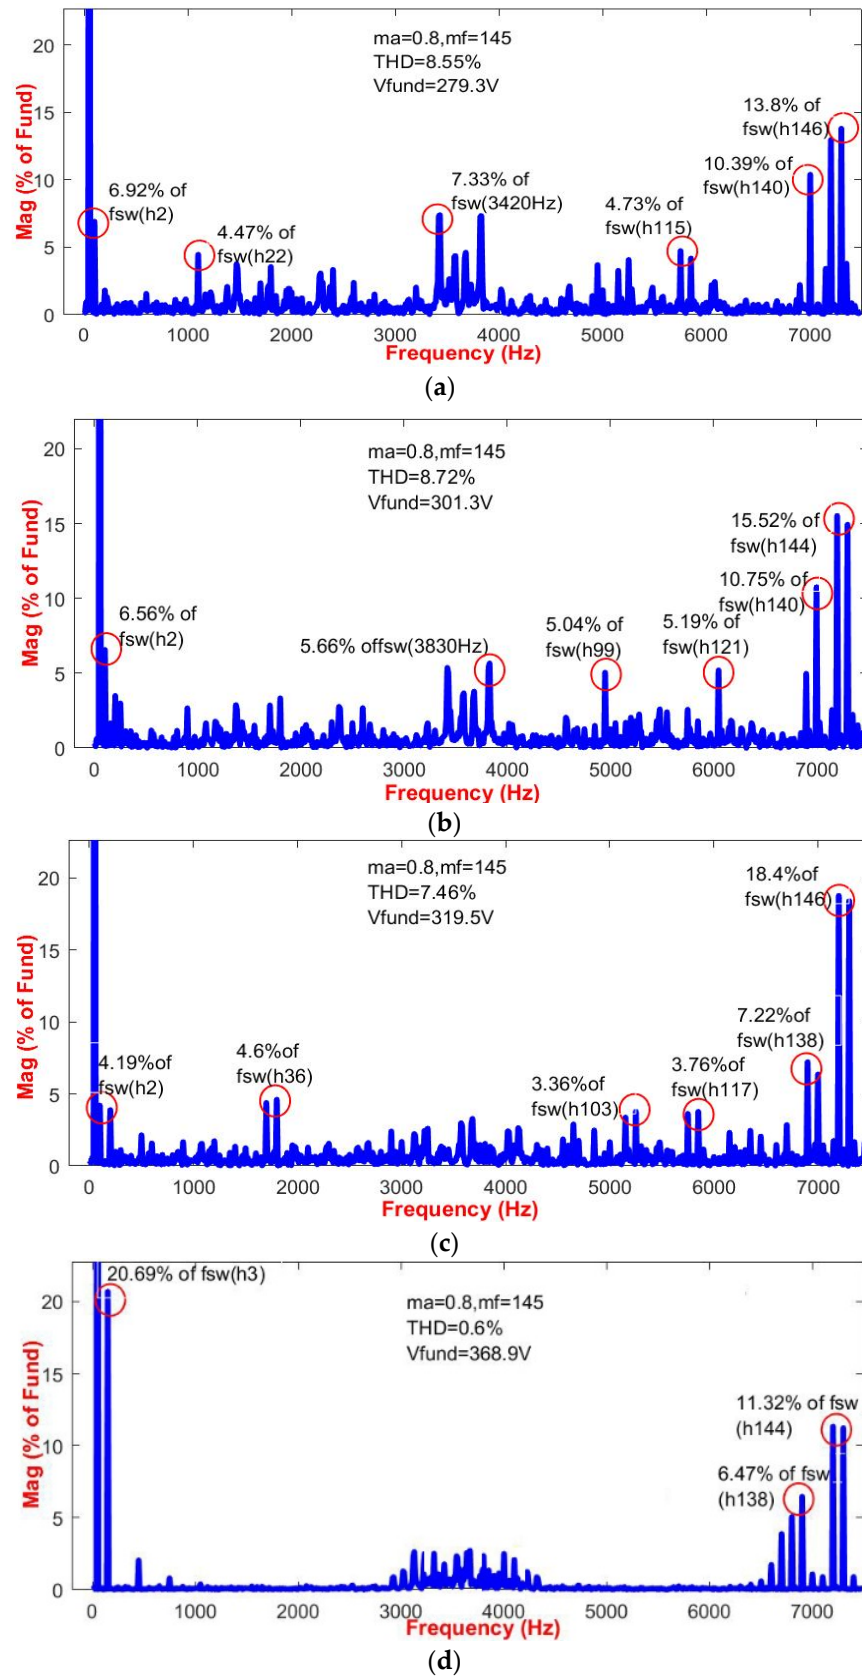 ma=0.8,mf=145
THD=8.55%
Vfund=279.3V
13.8% of
fsw(h146)
10.39% of
fsw(h140)
7.33% of
fsw(3420Hz)
4.73% of
fsw(h115)
6.92% of
fsw(h2)
4.47% of
fsw(h22)
Mag (% of Fund)
20
15
10
5
0
0 1000 2000 3000 4000 5000 6000 7000
Frequency (Hz)
(a)
ma=0.8,mf=145
THD=8.72%
Vfund=301.3V
15.52% of
fsw(h144)
10.75% of
fsw(h140)
6.56% of
fsw(h2)
5.66% offsw(3830Hz)
5.04% of
fsw(h99)
5.19% of
fsw(h121)
Mag (% of Fund)
20
15
10
5
0
0 1000 2000 3000 4000 5000 6000 7000
Frequency (Hz)
(b)
ma=0.8,mf=145
THD=7.46%
Vfund=319.5V
18.4%of
fsw(h146)
7.22%of
fsw(h138)
4.19%of
fsw(h2)
4.6%of
fsw(h36)
3.36%of
fsw(h103)
3.76%of
fsw(h117)
Mag (% of Fund)
20
15
10
5
0
0 1000 2000 3000 4000 5000 6000 7000
Frequency (Hz)
(c)
20.69% of fsw(h3)
ma=0.8,mf=145
THD=0.6%
Vfund=368.9V
11.32% of fsw
(h144)
6.47% of fsw
(h138)
Mag (% of Fund)
20
15
10
5
0
0 1000 2000 3000 4000 5000 6000 7000
Frequency (Hz)
(d)